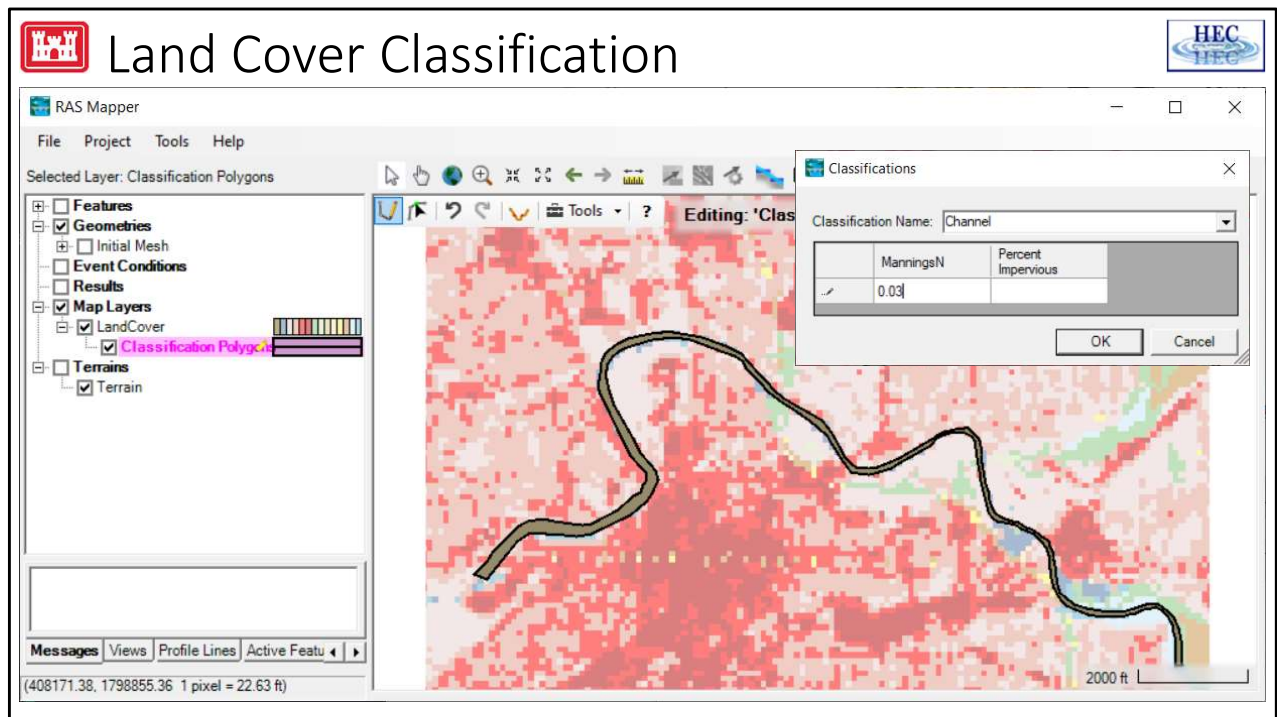 Land Cover Classification
HEC
HEC
RAS Mapper
File Project Tools Help
Selected Layer: Classification Polygons
Features
Geometries
Initial Mesh
Event Conditions
Results
Map Layers
LandCover
Classification Polygons
Terrains
Terrain
Messages Views Profile Lines Active Featu
(408171.38, 1798855.36 1 pixel = 22.63 ft)
Tools ?
Editing: 'Clas
Classifications
Classification Name: Channel
ManningsN
Percent
Impervious
0.03
OK Cancel
2000 ft